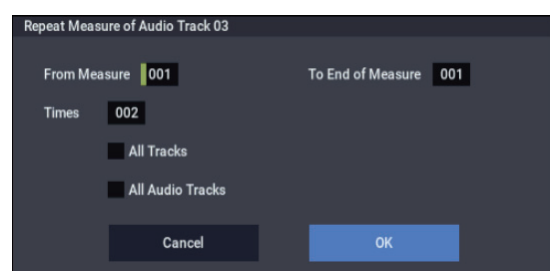 Repeat Measure of Audio Track 03
From Measure 001 To End of Measure 001
Times 002
All Tracks
All Audio Tracks
Cancel OK